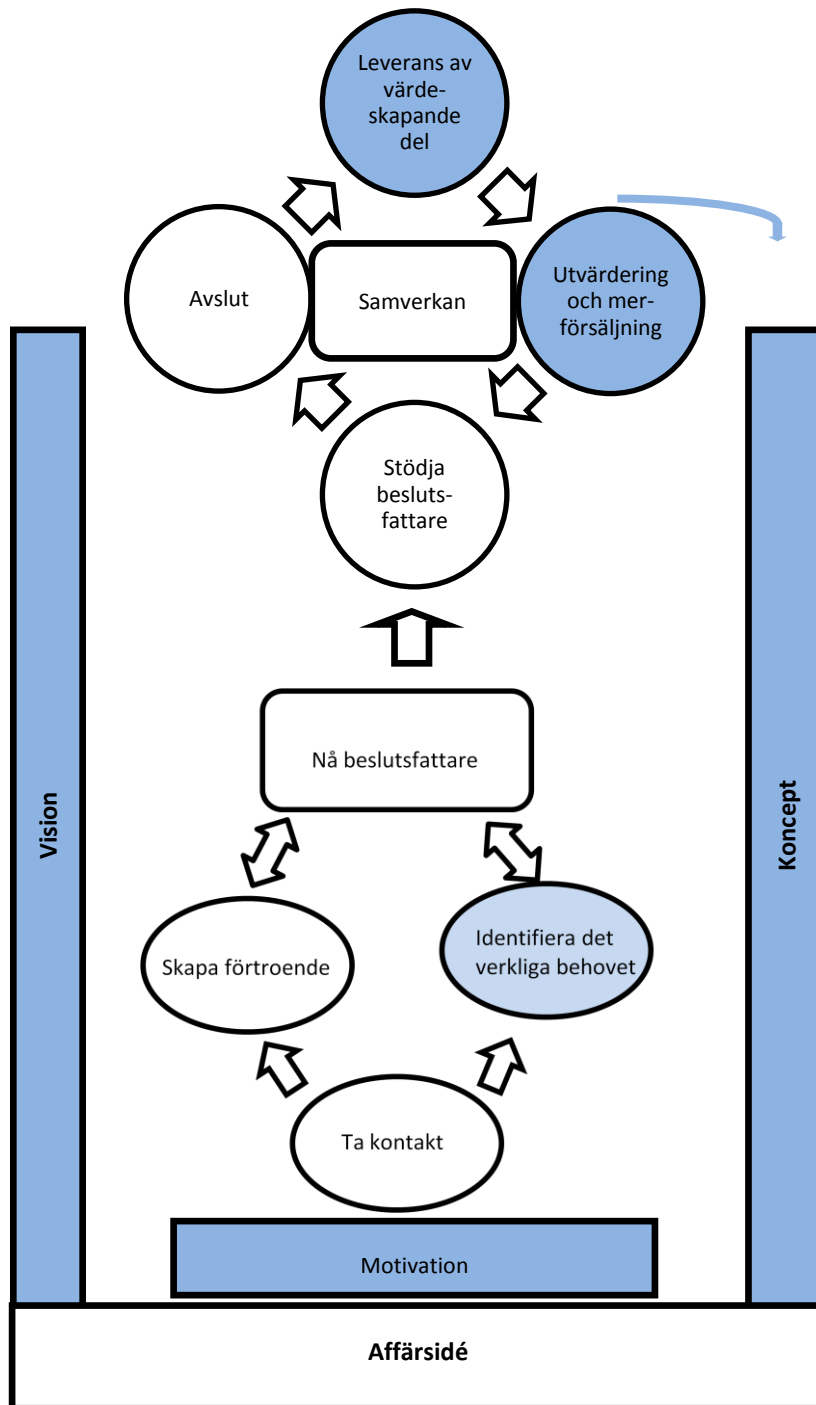 Leverans av
värde-
skapande
del
Avslut
Samverkan
Utvärdering
och mer-
försäljning
Stödja
besluts-
fattare
Nå beslutsfattare
Vision
Koncept
Skapa förtroende
Identifiera det
verkliga behovet
Ta kontakt
Motivation
Affärsidé